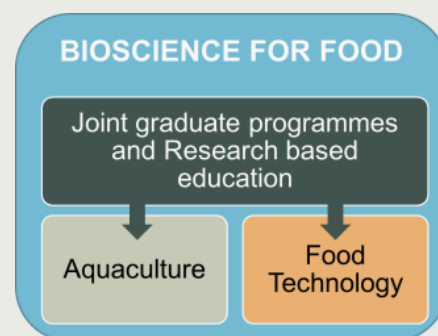 BIOSCIENCE FOR FOOD
Joint graduate programmes
and Research based
education
Aquaculture
Food
Technology